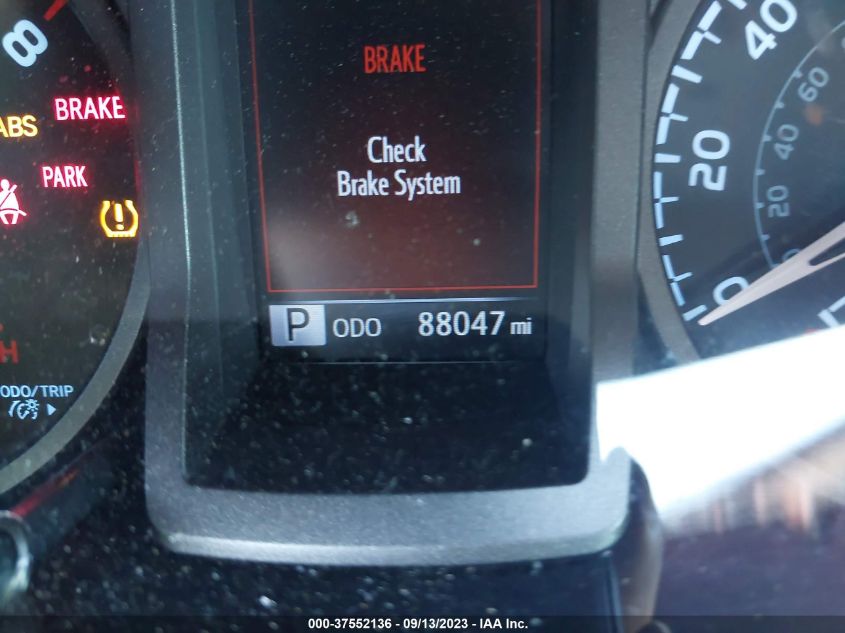 8
ABS
BRAKE
PARK
H
ODO/TRIP
BRAKE
Check
Brake System
P ODO 88047 mi
40
20
0
60
40
20
000-37552136 - 09/13/2023 - IAA Inc.